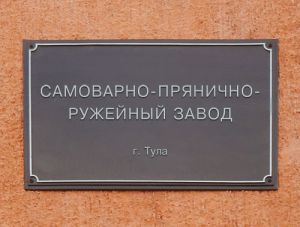 САМОВАРНО-ПРЯНИЧНО-
РУЖЕЙНЫЙ ЗАВОД
г. Тула